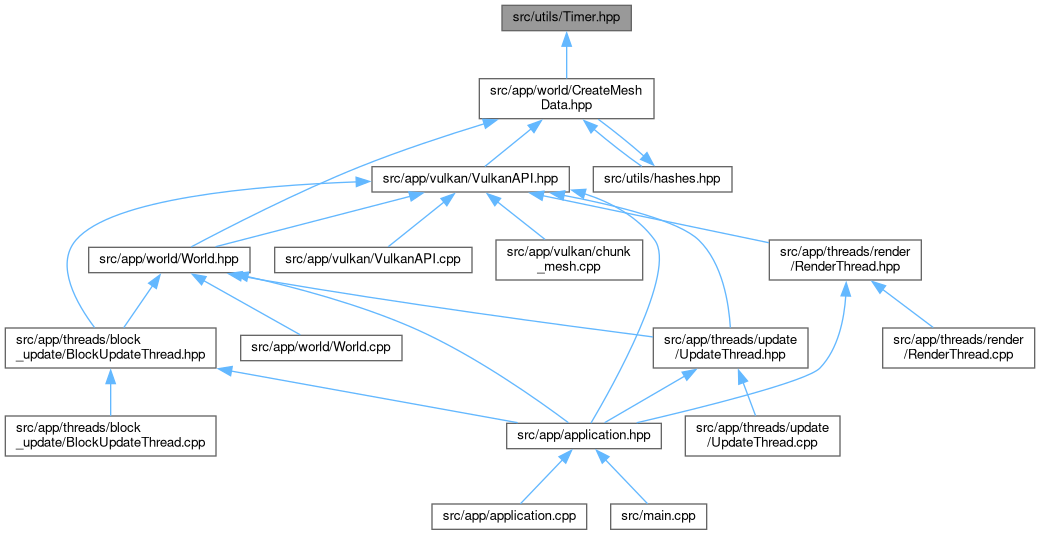 src/utils/Timer.hpp
src/app/world/CreateMesh
Data.hpp
src/app/vulkan/VulkanAPI.hpp
src/utils/hashes.hpp
src/app/world/World.hpp
src/app/vulkan/VulkanAPI.cpp
src/app/vulkan/chunk
_mesh.cpp
src/app/threads/render
/RenderThread.hpp
src/app/threads/block
_update/BlockUpdateThread.hpp
src/app/world/World.cpp
src/app/threads/update
/UpdateThread.hpp
src/app/threads/render
/RenderThread.cpp
src/app/threads/block
_update/BlockUpdateThread.cpp
src/app/application.hpp
src/app/threads/update
/UpdateThread.cpp
src/app/application.cpp
src/main.cpp